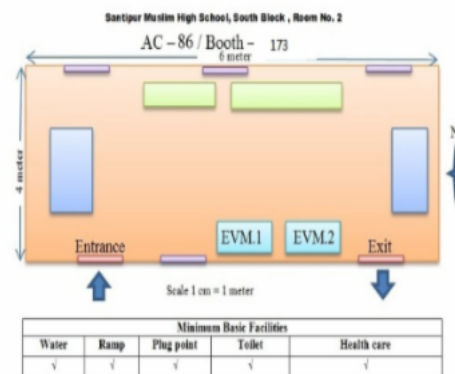 Santipur Muslim High School, South Block , Room No. 2
AC – 86 / Booth – 173
6 meter
4 meter
N
EVM.1 EVM.2
Entrance Exit
Scale 1 cm = 1 meter
Minimum Basic Facilities
Water Ramp Plug point Toilet Health care
√ √ √ √ √